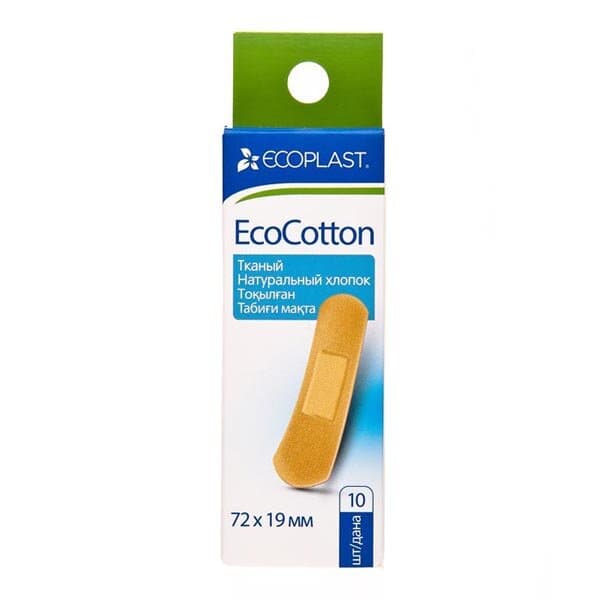 ECOPLAST®
EcoCotton
Тканый
Натуральный хлопок
Тоқылған
Табиғи мақта
10
шт/дана
72 x 19 мм